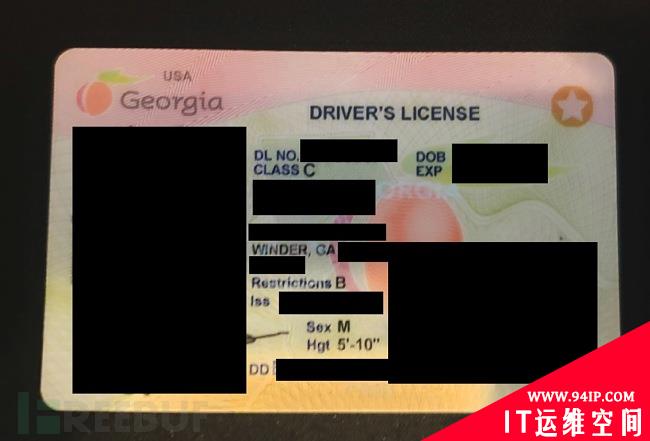 USA
Georgia
DRIVER'S LICENSE
DL NO.
DOB
CLASS C
EXP
WINDER, GA
Restrictions B
Iss
Sex M
Hgt 5'-10"
DD
FREEBUF
WWW.94IP.COM
IT运维空间